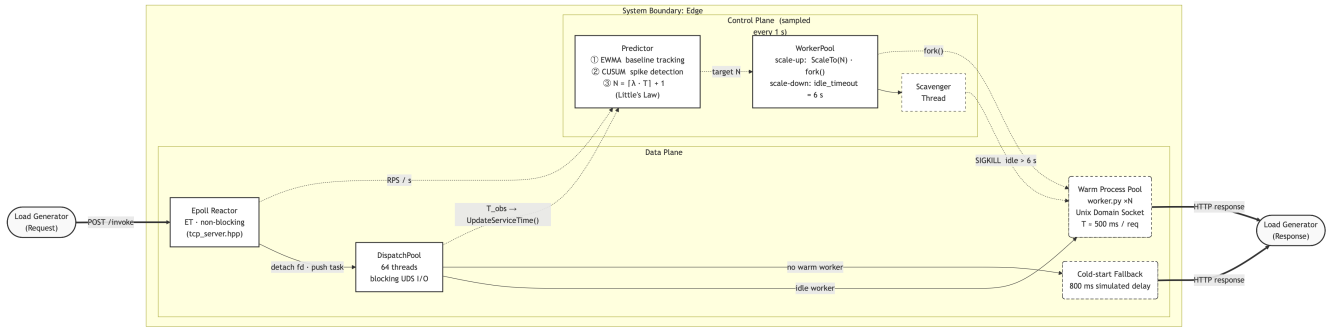 System Boundary: Edge
Control Plane (sampled
every 1 s)
Predictor
① EWMA baseline tracking
② CUSUM spike detection
③ N = ⌈λ · T⌉ + 1
(Little's Law)
target N
WorkerPool
scale-up: ScaleTo(N) ·
fork()
scale-down: idle_timeout
= 6 s
fork()
Scavenger
Thread
Data Plane
RPS / s
SIGKILL idle > 6 s
Load Generator
(Request)
POST /invoke
Epoll Reactor
ET · non-blocking
(tcp_server.hpp)
T_obs →
UpdateServiceTime()
detach fd · push task
DispatchPool
64 threads
blocking UDS I/O
no warm worker
idle worker
Warm Process Pool
worker.py ×N
Unix Domain Socket
T = 500 ms / req
Cold-start Fallback
800 ms simulated delay
HTTP response
HTTP response
Load Generator
(Response)